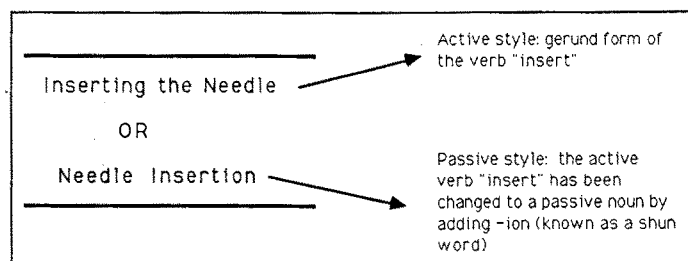 Inserting the Needle
OR
Needle Insertion
Active style: gerund form of
the verb "insert"
Passive style: the active
verb "insert" has been
changed to a passive noun by
adding -ion (known as a shun
word)